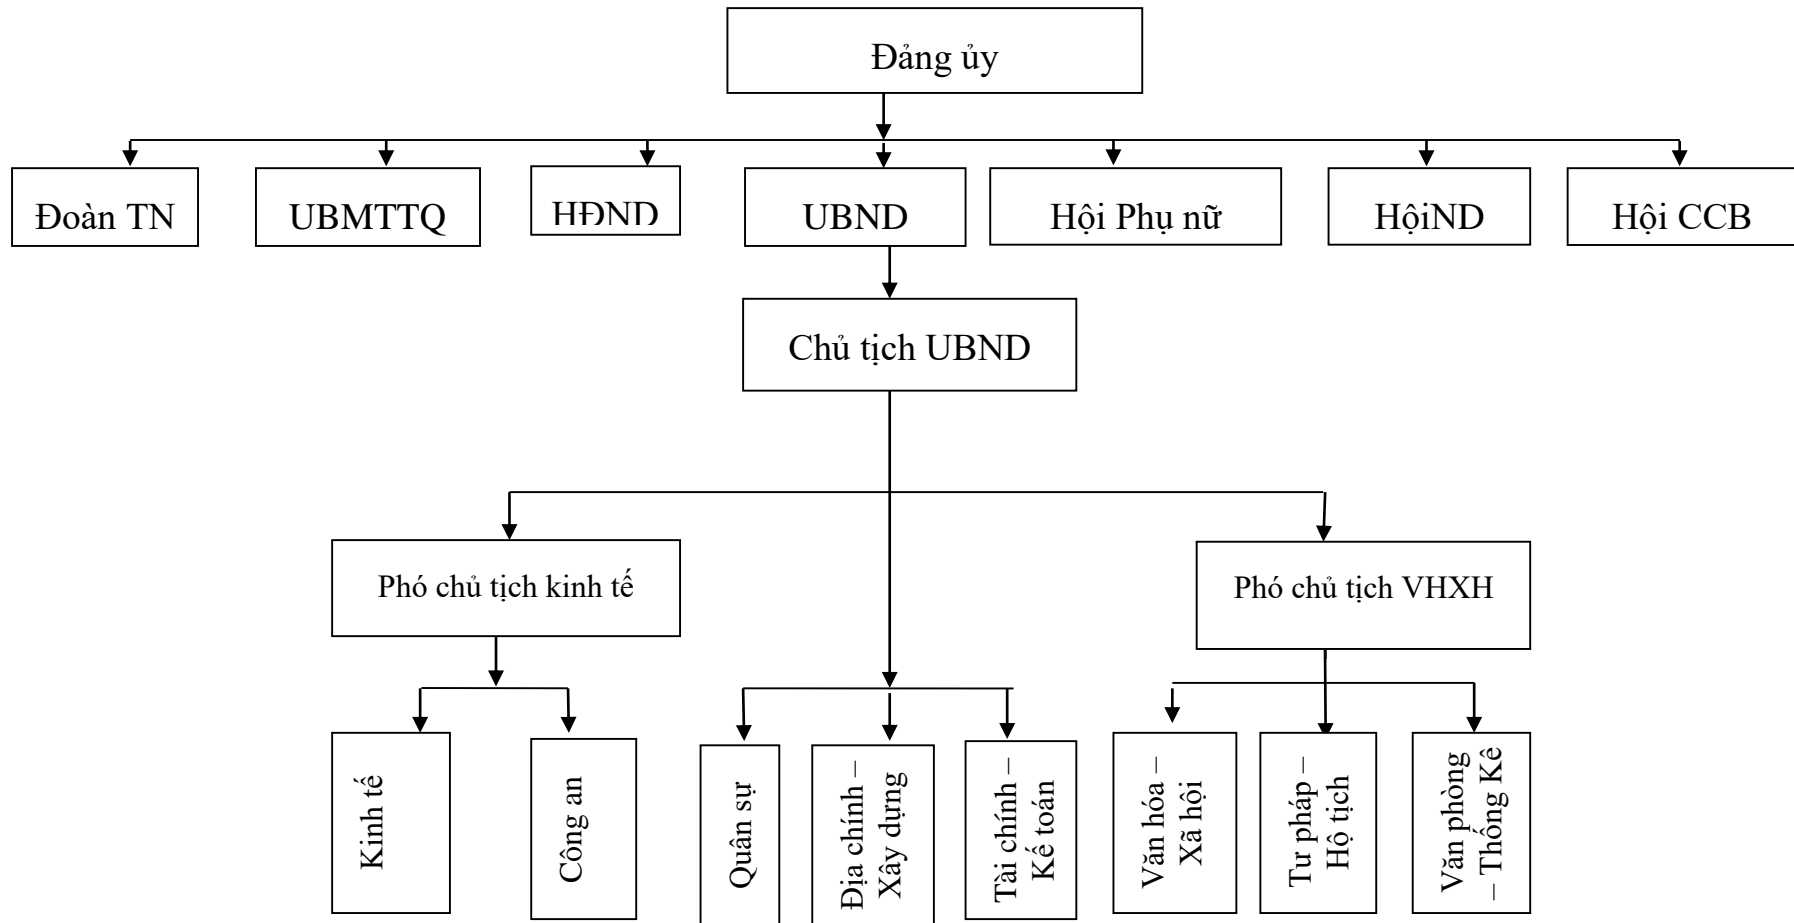 Đảng ủy
Đoàn TN
UBMTTQ
HĐND
UBND
Hội Phụ nữ
HộiND
Hội CCB
Chủ tịch UBND
Phó chủ tịch kinh tế
Phó chủ tịch VHXH
Kinh tế
Công an
Quân sự
Địa chính –
Xây dựng
Tài chính –
Kế toán
Văn hóa –
Xã hội
Tư pháp –
Hộ tịch
Văn phòng
– Thống Kê